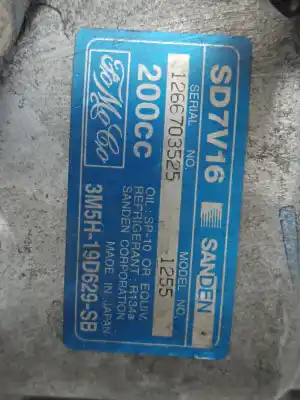 SD7V16 SANDEN
SERIAL NO. MODEL NO.
1266703525 1255
200CC
OIL : SP-10 OR EQUIV.
REFRIGERANT : R134a
SANDEN CORPORATION
FoMoCo
MADE IN JAPAN
3M5H-19D629-SB